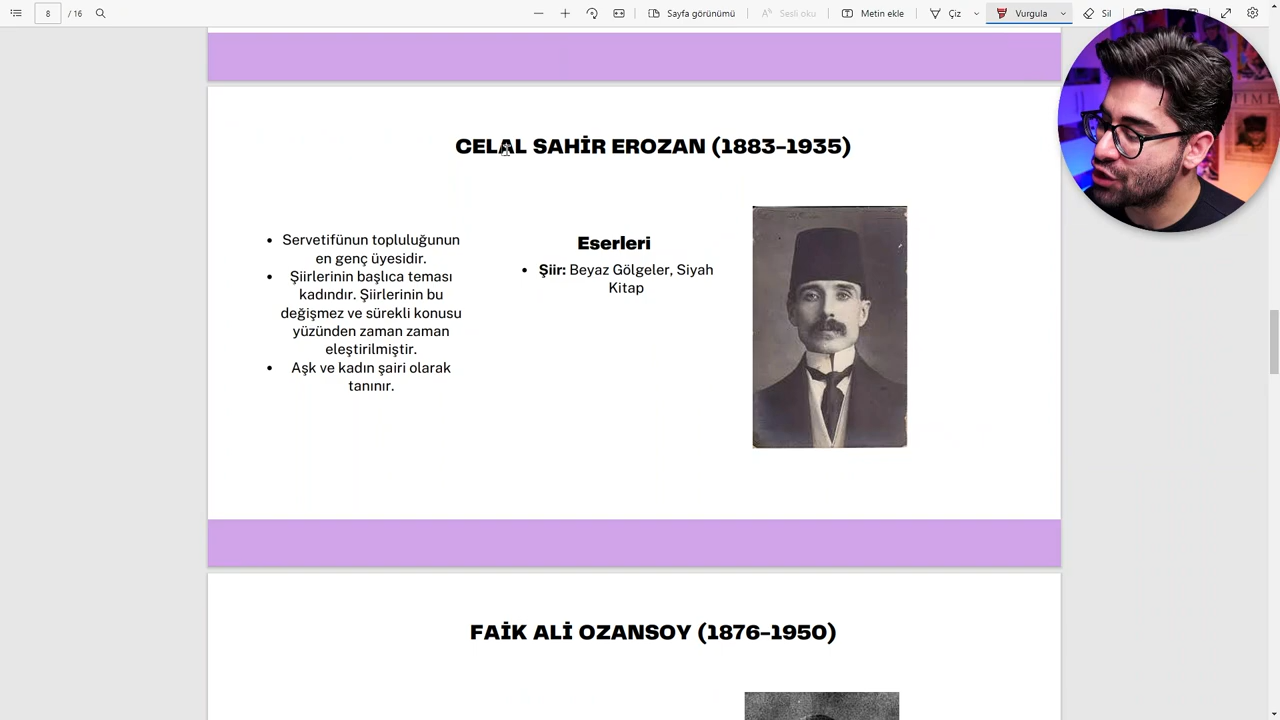 8 / 16
Sayfa görünümü
Sesli oku
Metin ekle
Çiz
Vurgula
Sil
TIME
CELAL SAHİR EROZAN (1883-1935)
• Servetifünun topluluğunun
en genç üyesidir.
• Şiirlerinin başlıca teması
kadındır. Şiirlerinin bu
değişmez ve sürekli konusu
yüzünden zaman zaman
eleştirilmiştir.
• Aşk ve kadın şairi olarak
tanınır.
Eserleri
• Şiir: Beyaz Gölgeler, Siyah
Kitap
FAİK ALİ OZANSOY (1876-1950)